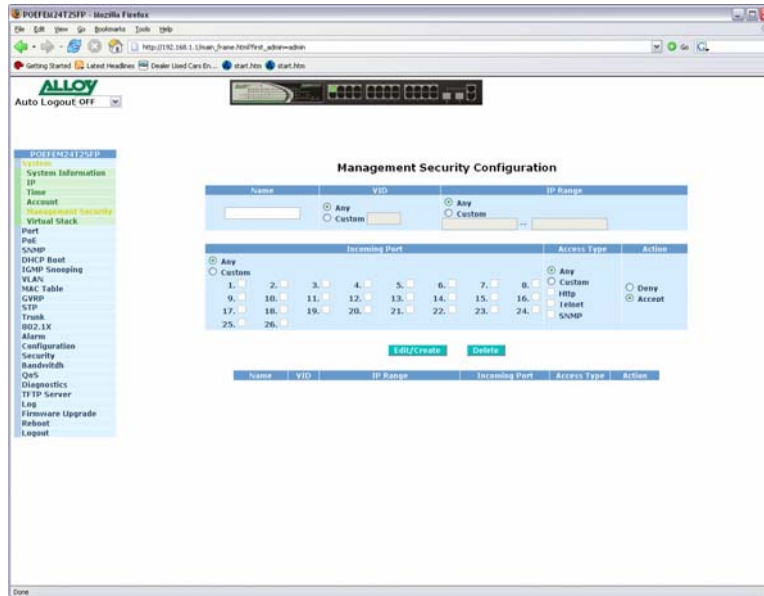 POEFEM24T2SFP - Mozilla Firefox
File Edit View Go Bookmarks Tools Help
http://192.168.1.1/main_frame.html?first_admin=admin
Go
Getting Started Latest Headlines Dealer Used Cars En... start.htm start.htm
ALLOY
Auto Logout OFF
POEFEM24T2SFP
System
System Information
IP
Time
Account
Management Security
Virtual Stack
Port
PoE
SNMP
DHCP Boot
IGMP Snooping
VLAN
MAC Table
GVRP
STP
Trunk
802.1X
Alarm
Configuration
Security
Bandwitdh
QoS
Diagnostics
TFTP Server
Log
Firmware Upgrade
Reboot
Logout
Management Security Configuration
Name VID IP Range
Any Any
Custom Custom
--
Incoming Port Access Type Action
Any
Custom
1. 2. 3. 4. 5. 6. 7. 8.
9. 10. 11. 12. 13. 14. 15. 16.
17. 18. 19. 20. 21. 22. 23. 24.
25. 26.
Any
Custom
Http
Telnet
SNMP
Deny
Accept
Edit/Create Delete
Name VID IP Range Incoming Port Access Type Action
Done